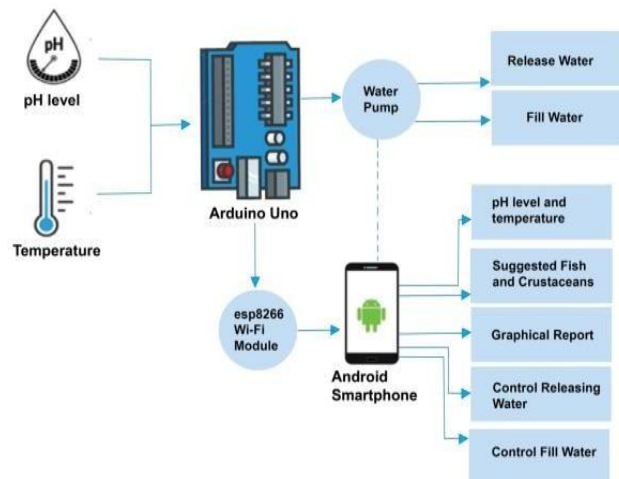 pH
pH level
Temperature
Arduino Uno
Water
Pump
Release Water
Fill Water
esp8266
Wi-Fi
Module
Android
Smartphone
pH level and
temperature
Suggested Fish
and Crustaceans
Graphical Report
Control Releasing
Water
Control Fill Water